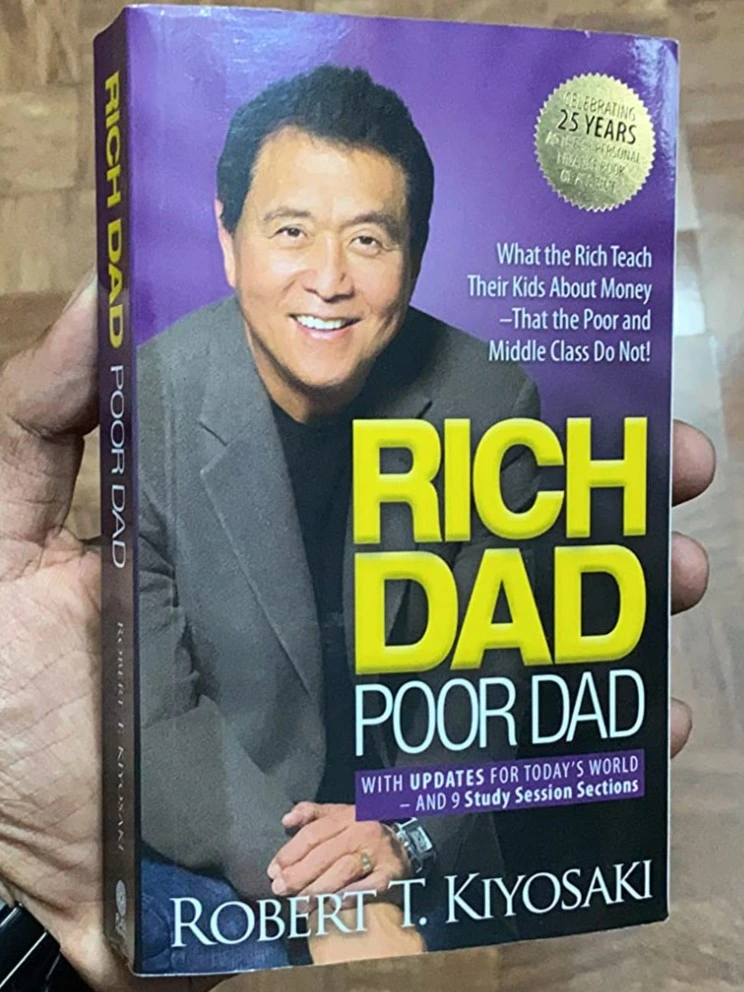 RICH DAD POOR DAD
ROBERT T. KIYOSAKI
CELEBRATING
25 YEARS
PERSONAL
BOOK
What the Rich Teach
Their Kids About Money
–That the Poor and
Middle Class Do Not!
RICH
DAD
POOR DAD
WITH UPDATES FOR TODAY'S WORLD
– AND 9 Study Session Sections
ROBERT T. KIYOSAKI